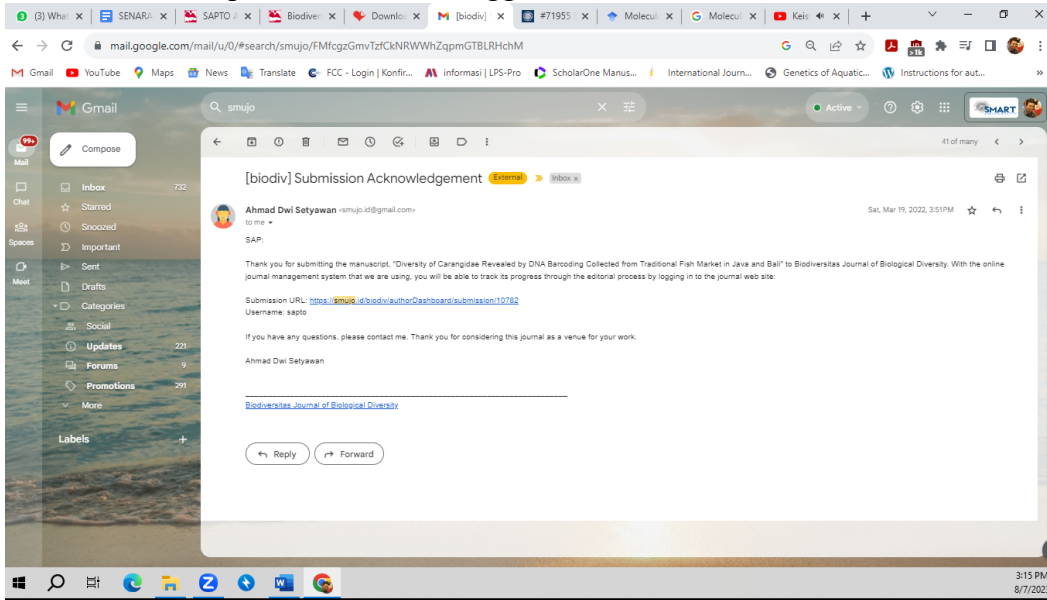 (3) What
SENARA
SAPTO A
Biodiver
Downlo
M [biodiv]
#71955
Molecul
G Molecul
Keis
mail.google.com/mail/u/0/#search/smujo/FMfcgzGmvTzfCkNRWWhZqpmGTBLRHchM
Gmail
YouTube
Maps
News
Translate
FCC - Login | Konfir...
informasi | LPS-Pro
ScholarOne Manus...
International Journ...
Genetics of Aquatic...
Instructions for aut...
»
Gmail
smujo
Active
SMART
99+
Mail
Chat
Spaces
Meet
Compose
Inbox 732
Starred
Snoozed
Important
Sent
Drafts
Categories
Social
Updates 221
Forums 9
Promotions 291
More
Labels +
41 of many
[biodiv] Submission Acknowledgement External Inbox x
Ahmad Dwi Setyawan <smujo.id@gmail.com> Sat, Mar 19, 2022, 3:51PM
to me
SAP:
Thank you for submitting the manuscript, "Diversity of Carangidae Revealed by DNA Barcoding Collected from Traditional Fish Market in Java and Bali" to Biodiversitas Journal of Biological Diversity. With the online
journal management system that we are using, you will be able to track its progress through the editorial process by logging in to the journal web site:
Submission URL: https://smujo.id/biodiv/authorDashboard/submission/10782
Username: sapto
If you have any questions, please contact me. Thank you for considering this journal as a venue for your work.
Ahmad Dwi Setyawan
Biodiversitas Journal of Biological Diversity
Reply
Forward
3:15 PM